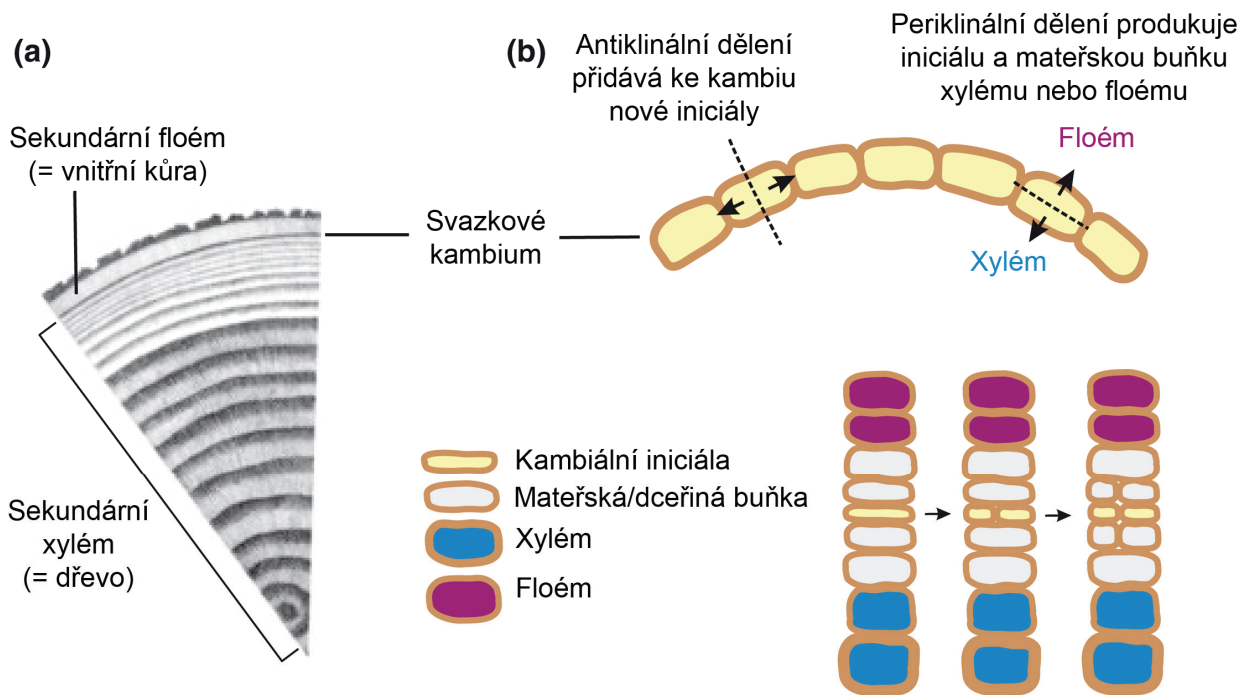 (a)
Sekundární floém
(= vnitřní kůra)
Sekundární
xylém
(= dřevo)
Svazkové
kambium
(b)
Antiklinální dělení
přidává ke kambiu
nové iniciály
Periklinální dělení produkuje
iniciálu a mateřskou buňku
xylému nebo floému
Floém
Xylém
Kambiální iniciála
Mateřská/dceřiná buňka
Xylém
Floém